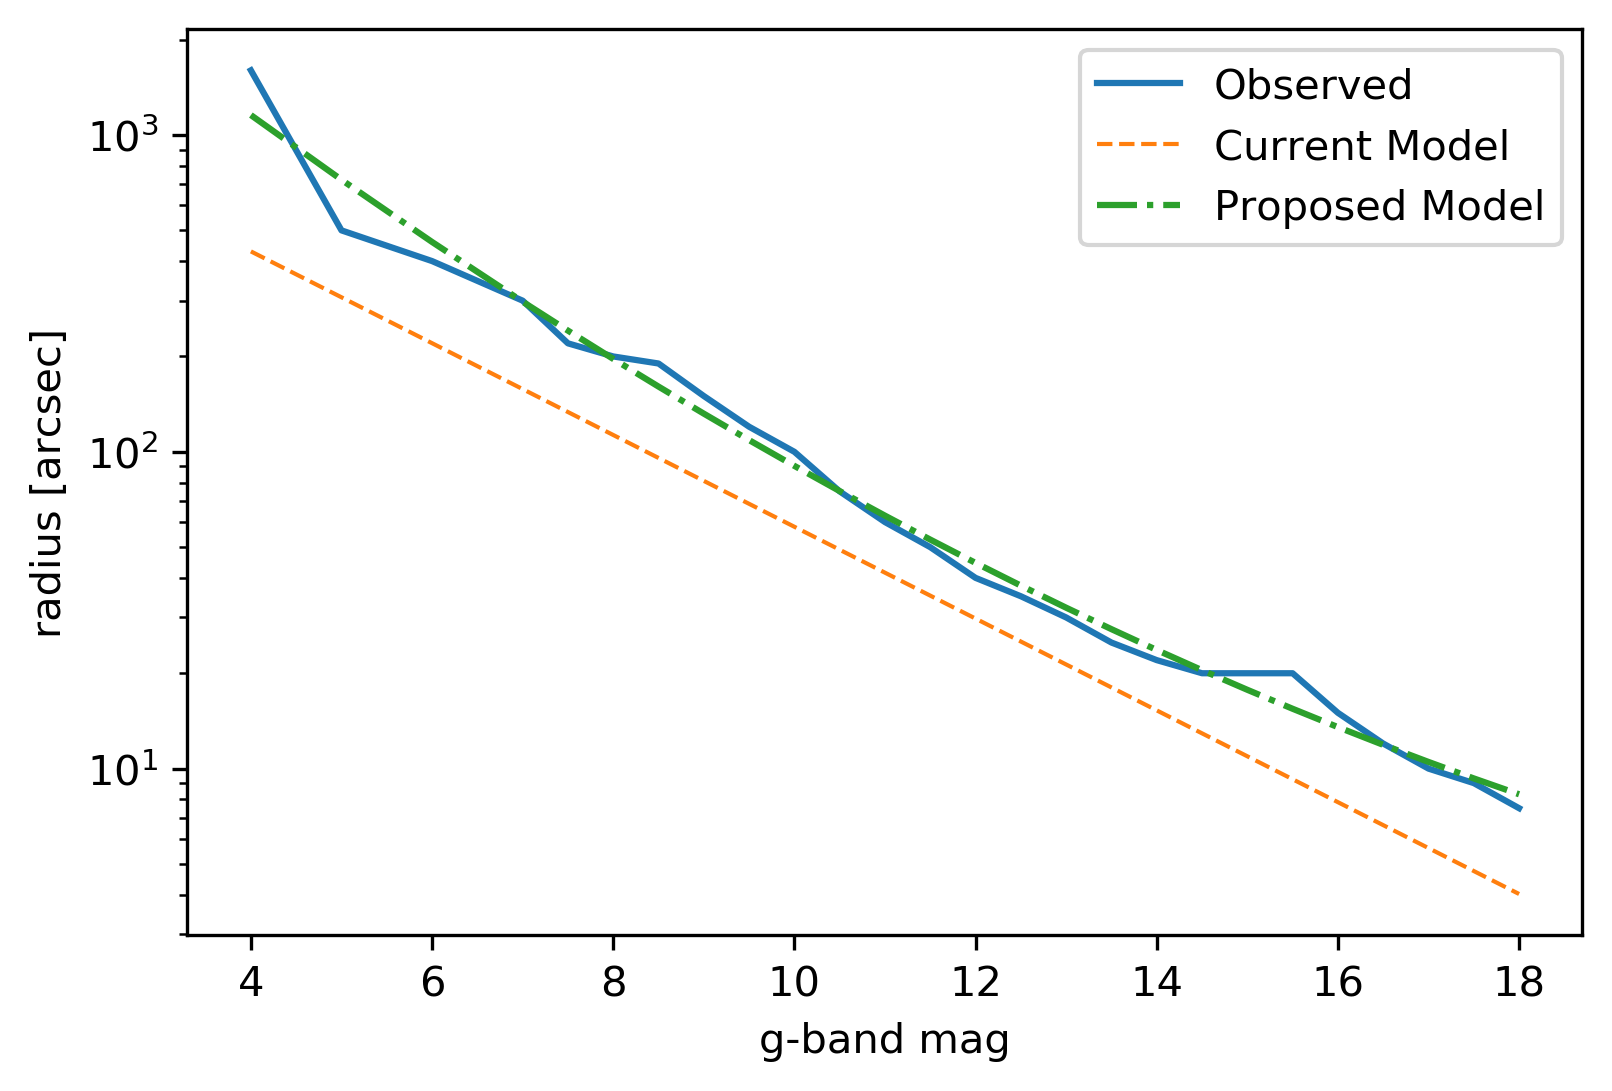 10³
10²
10¹
radius [arcsec]
4 6 8 10 12 14 16 18
g-band mag
Observed
Current Model
Proposed Model